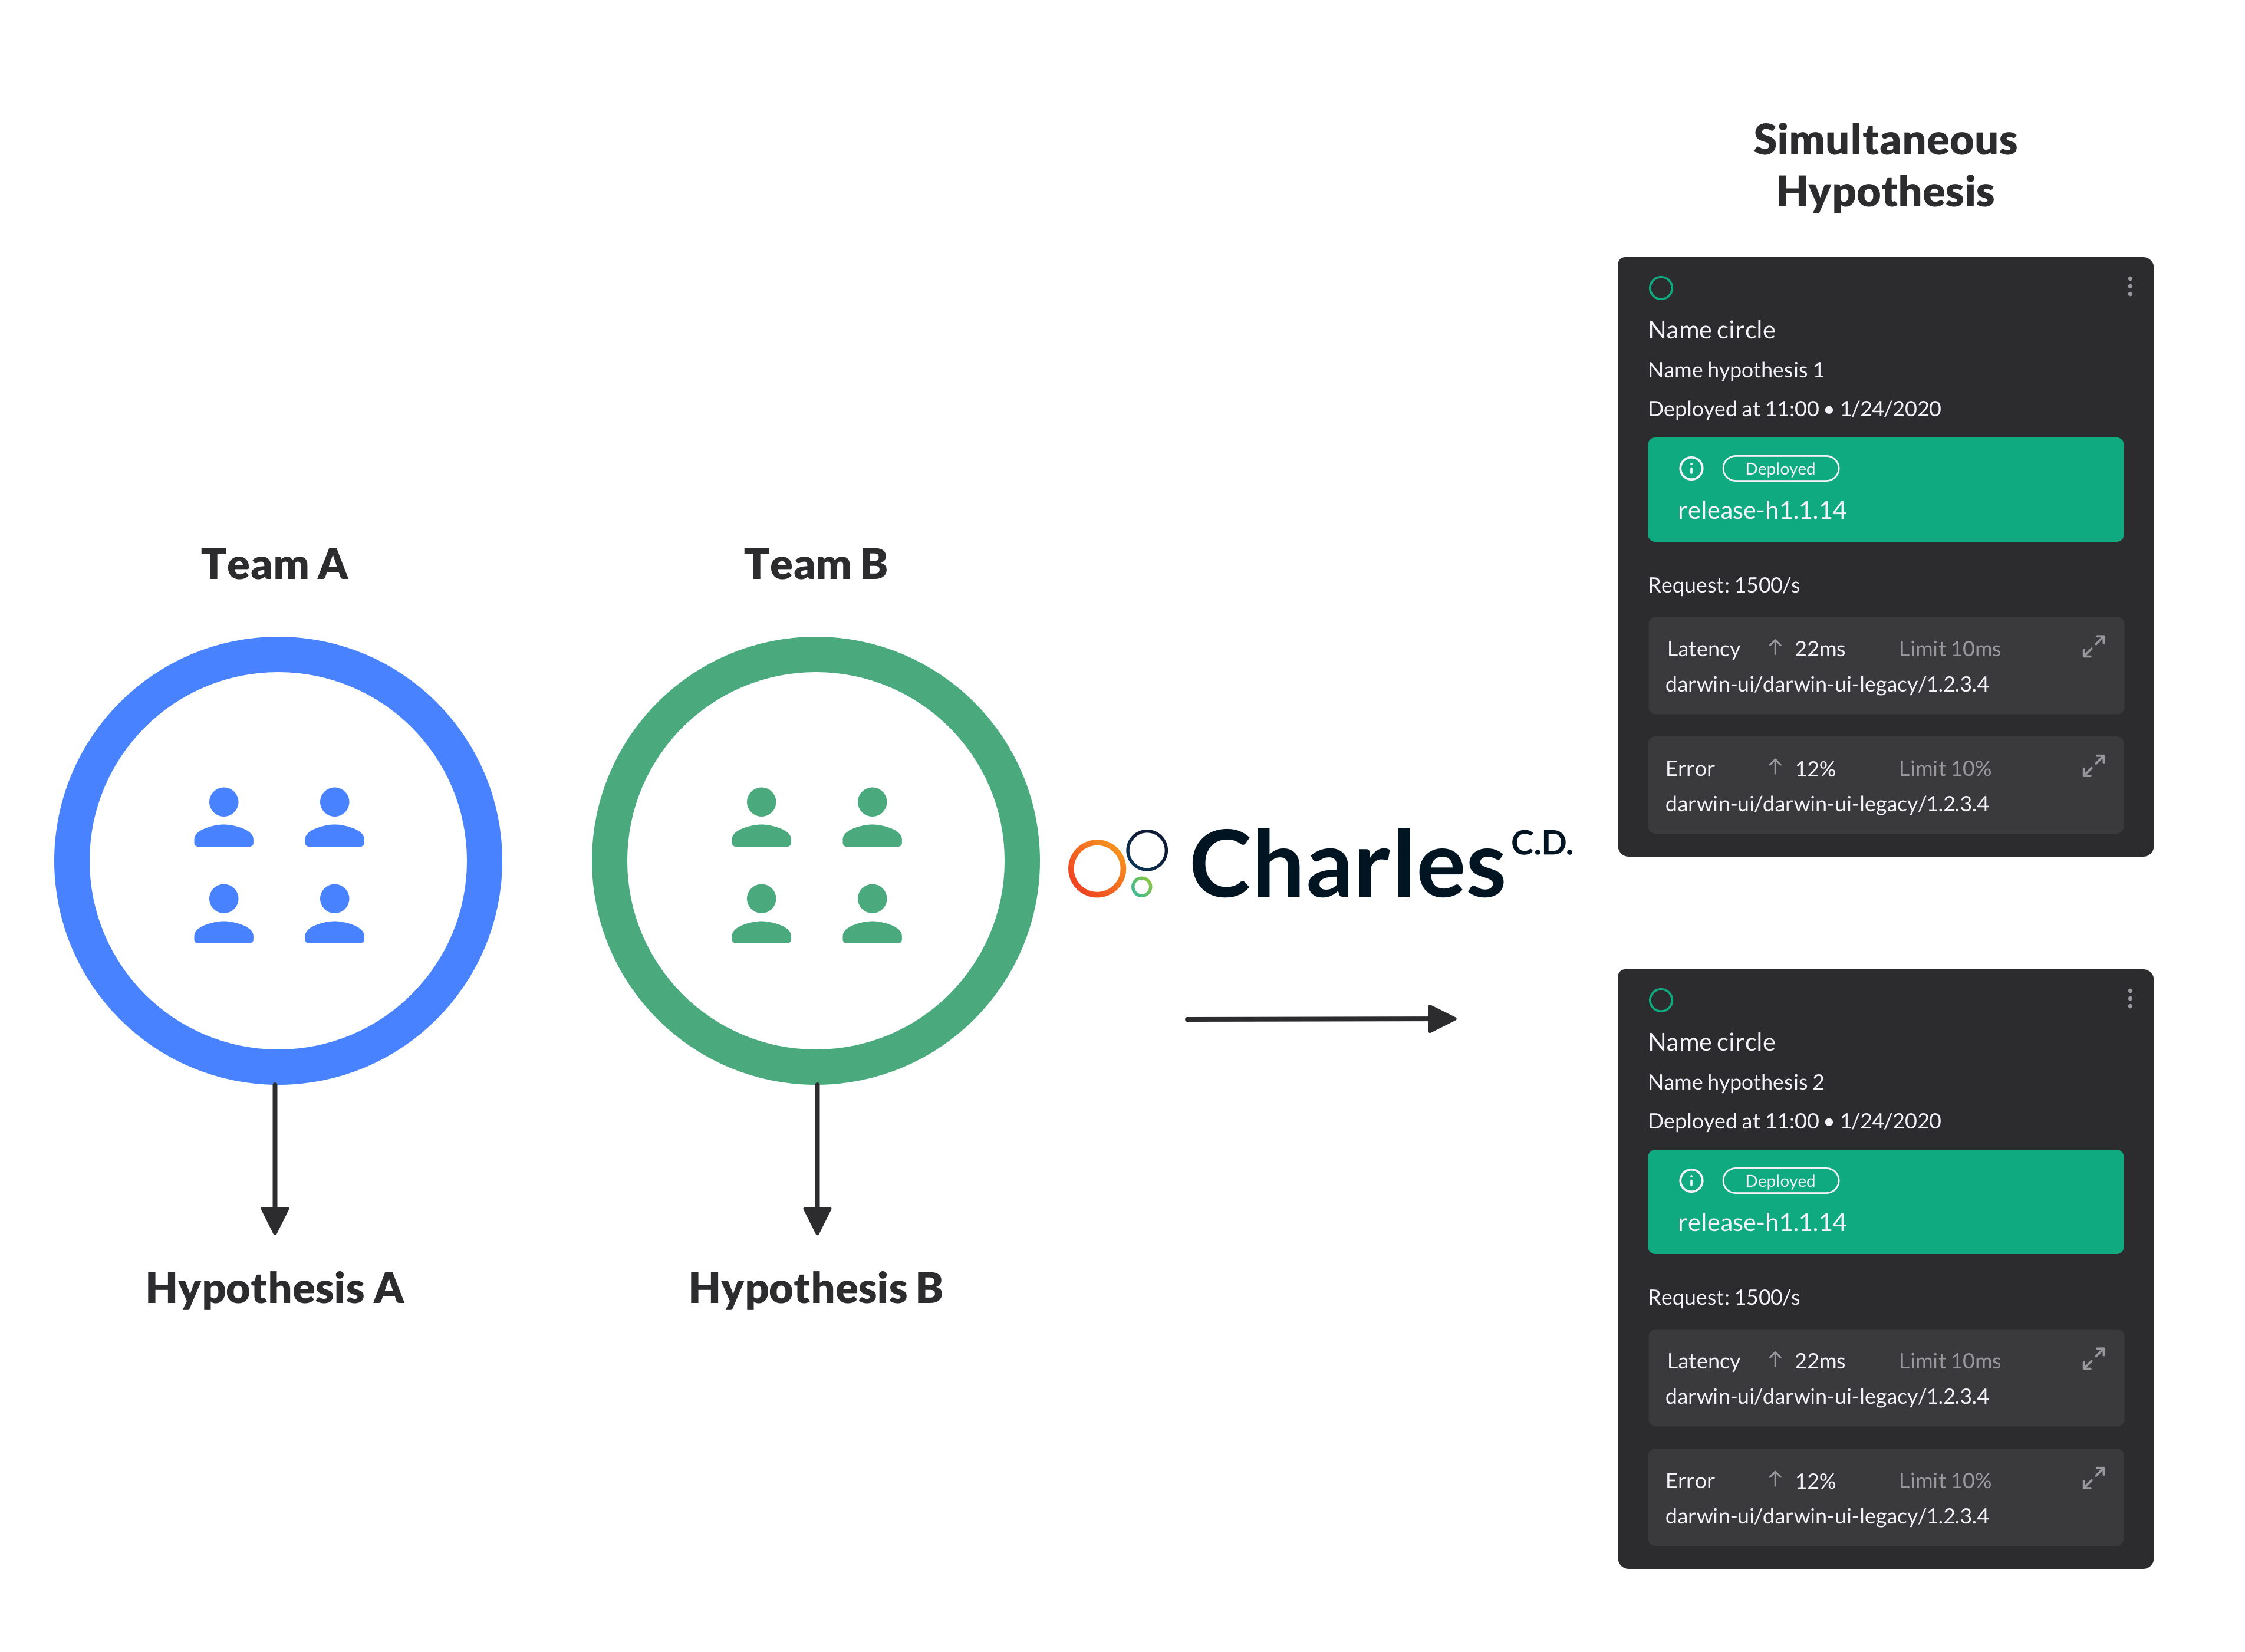 Team A
Hypothesis A
Team B
Hypothesis B
Charles C.D.
Simultaneous
Hypothesis
Name circle
Name hypothesis 1
Deployed at 11:00 • 1/24/2020
Deployed
release-h1.1.14
Request: 1500/s
Latency ↑ 22ms Limit 10ms
darwin-ui/darwin-ui-legacy/1.2.3.4
Error ↑ 12% Limit 10%
darwin-ui/darwin-ui-legacy/1.2.3.4
Name circle
Name hypothesis 2
Deployed at 11:00 • 1/24/2020
Deployed
release-h1.1.14
Request: 1500/s
Latency ↑ 22ms Limit 10ms
darwin-ui/darwin-ui-legacy/1.2.3.4
Error ↑ 12% Limit 10%
darwin-ui/darwin-ui-legacy/1.2.3.4